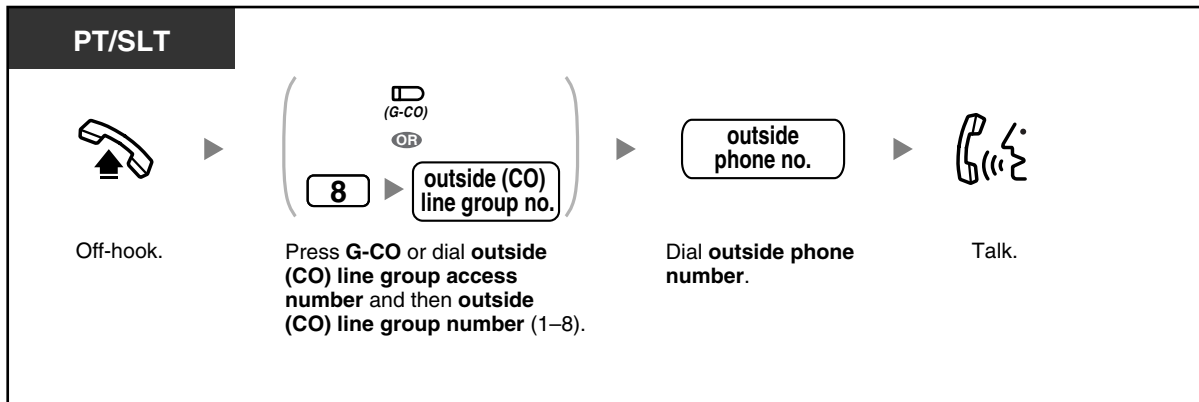 PT/SLT
(G-CO)
OR
8
outside (CO)
line group no.
outside
phone no.
Off-hook.
Press G-CO or dial outside
(CO) line group access
number and then outside
(CO) line group number (1–8).
Dial outside phone
number.
Talk.